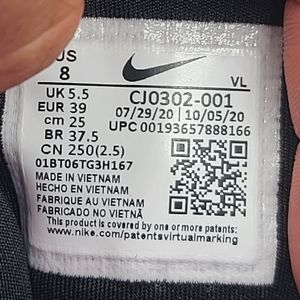 US
8
VL
UK 5.5
EUR 39
cm 25
BR 37.5
CN 250(2.5)
CJ0302-001
07/29/20 10/05/20
UPC 00193657888166
01BT06TG3H167
MADE IN VIETNAM
HECHO EN VIETNAM
FABRIQUE AU VIETNAM
FABRICADO NO VIETNÃ
This product is covered by one or more of
www.nike.com/patentsvirtualmarking